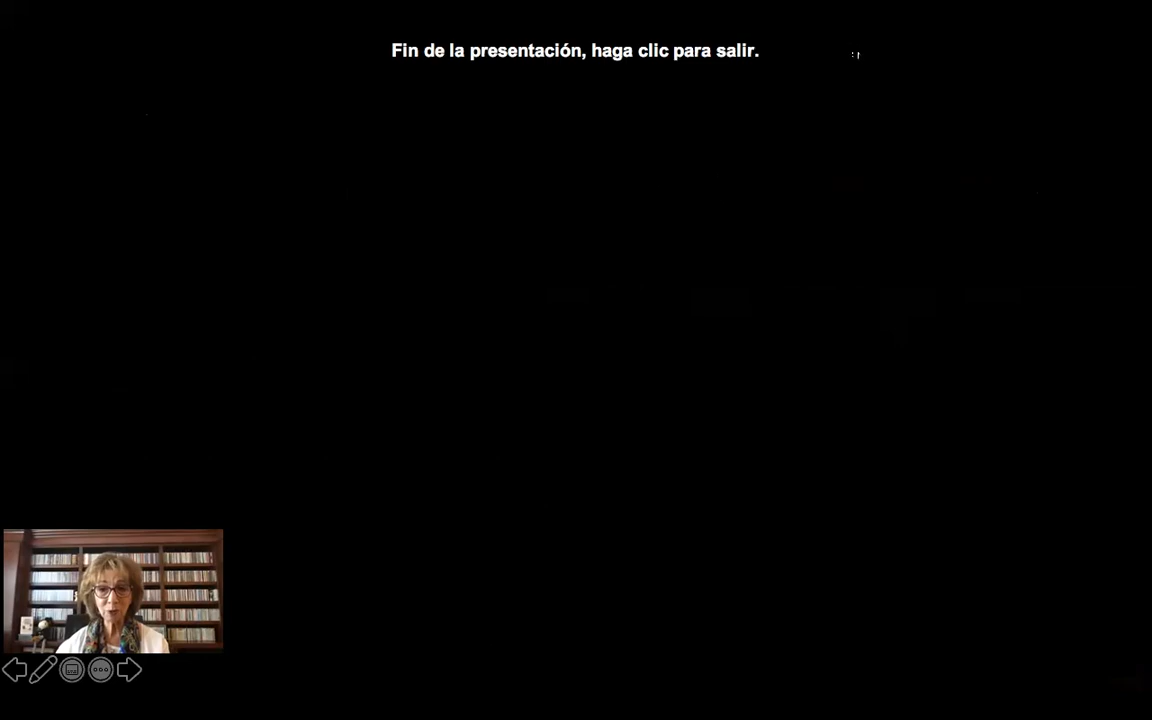 Fin de la presentación, haga clic para salir.